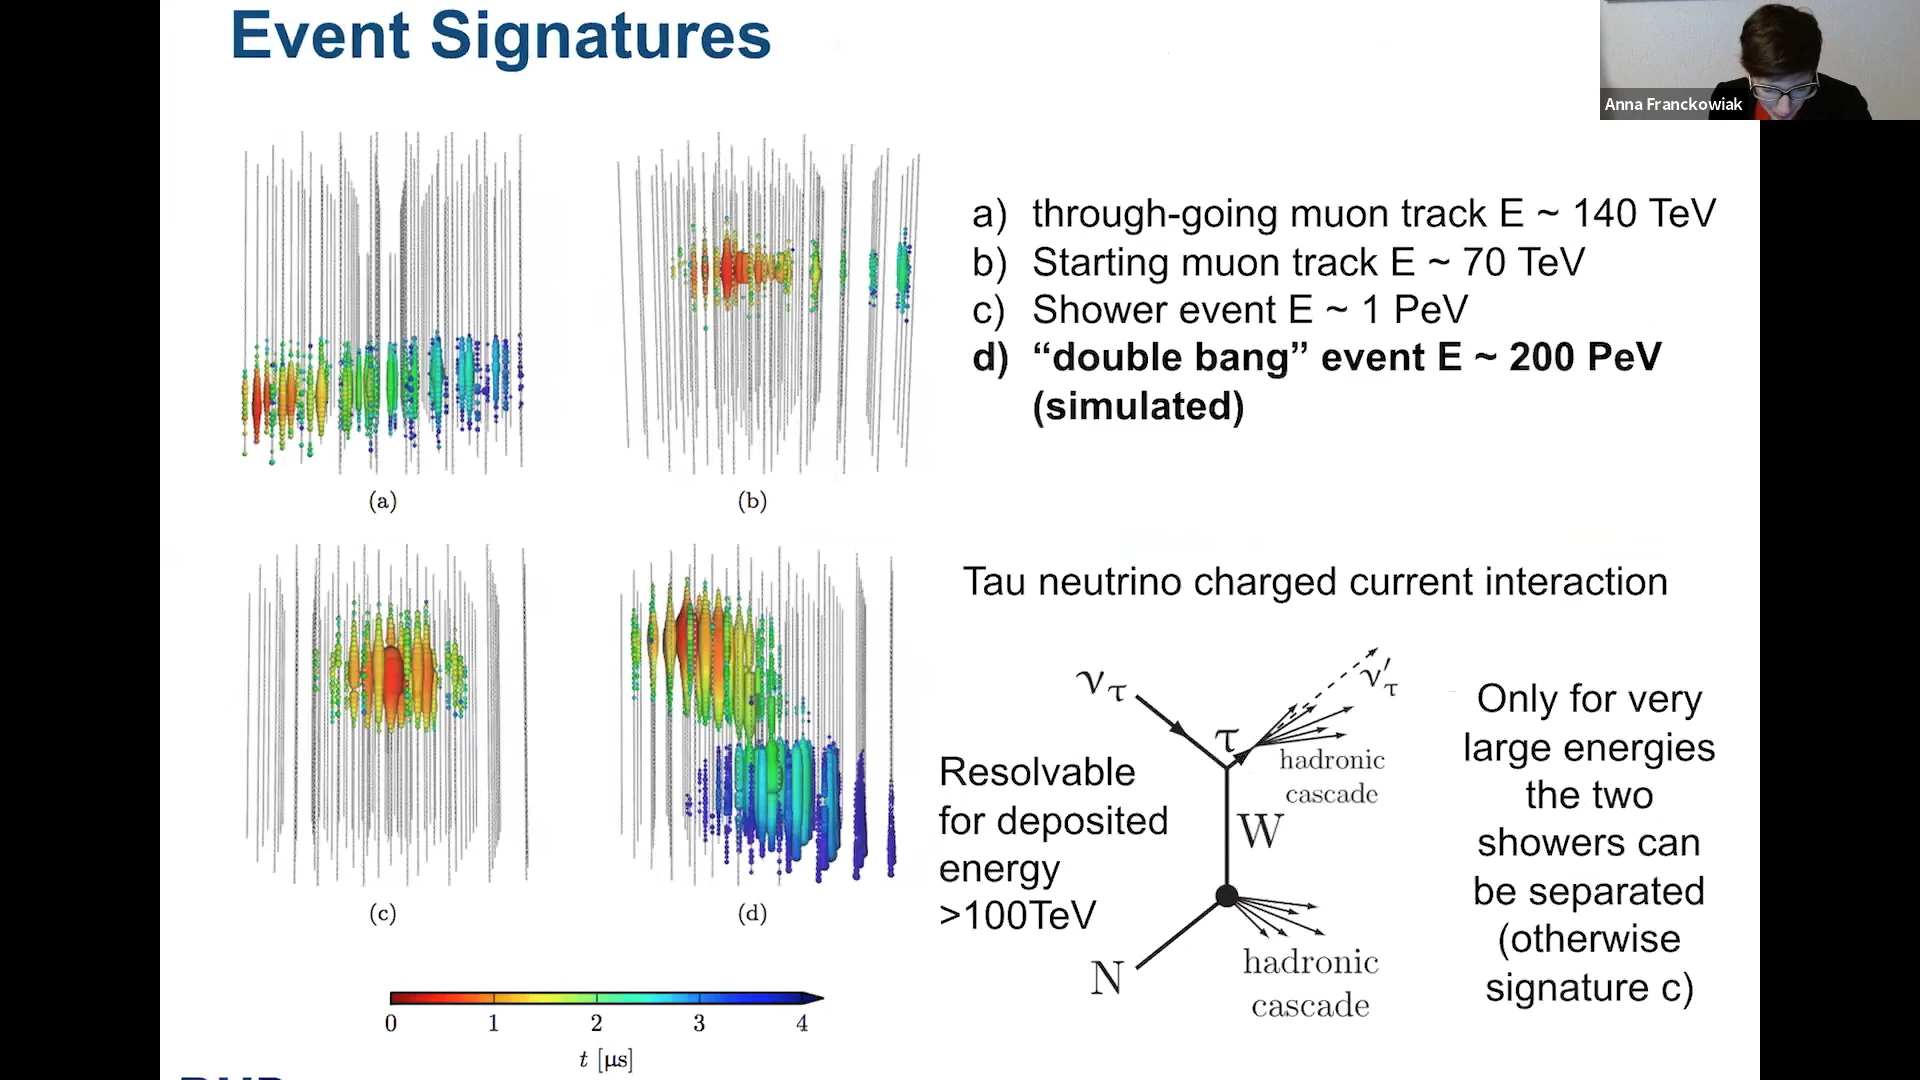 Event Signatures
Anna Franckowiak
a) through-going muon track E ~ 140 TeV
b) Starting muon track E ~ 70 TeV
c) Shower event E ~ 1 PeV
d) “double bang” event E ~ 200 PeV
(simulated)
(a)
(b)
(c)
(d)
0 1 2 3 4
t [µs]
Tau neutrino charged current interaction
Resolvable
for deposited
energy
>100TeV
ντ
τ
ν′τ
hadronic
cascade
W
N
hadronic
cascade
Only for very
large energies
the two
showers can
be separated
(otherwise
signature c)